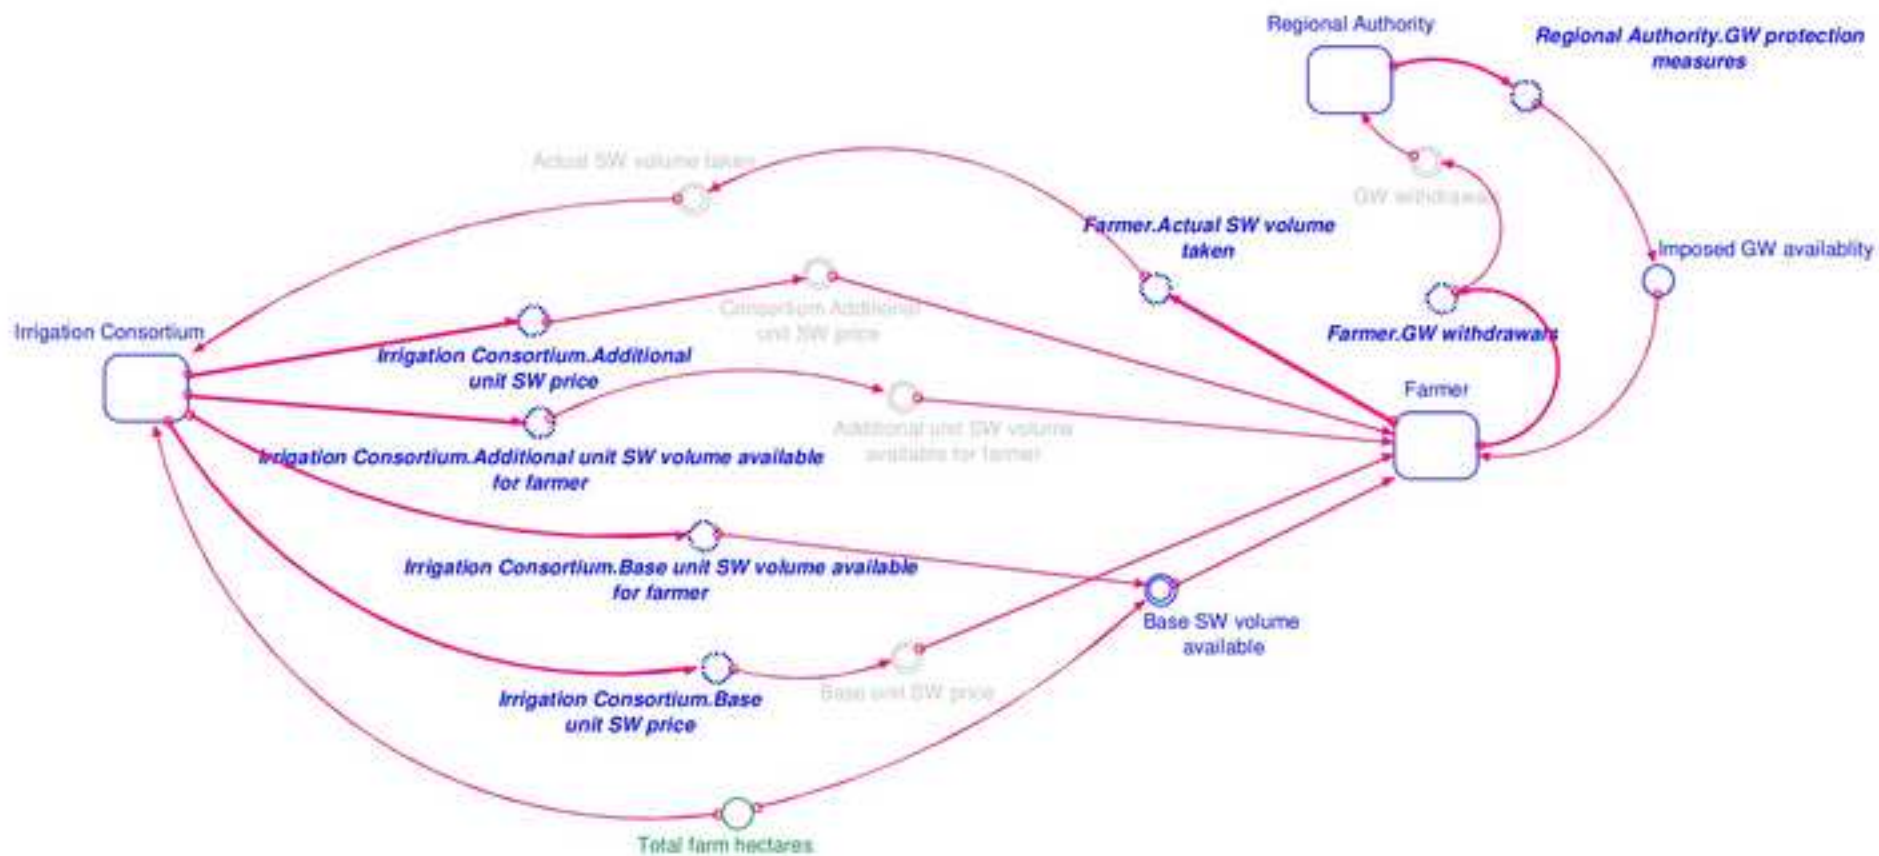 Regional Authority
Regional Authority.GW protection
measures
Actual SW volume taken
GW withdrawal
Farmer.Actual SW volume
taken
Imposed GW availablity
Irrigation Consortium
Consortium Additional
unit SW price
Farmer.GW withdrawals
Irrigation Consortium.Additional
unit SW price
Farmer
Additional unit SW volume
available for farmer
Irrigation Consortium.Additional unit SW volume available
for farmer
Irrigation Consortium.Base unit SW volume available
for farmer
Base SW volume
available
Irrigation Consortium.Base
unit SW price
Base unit SW price
Total farm hectares